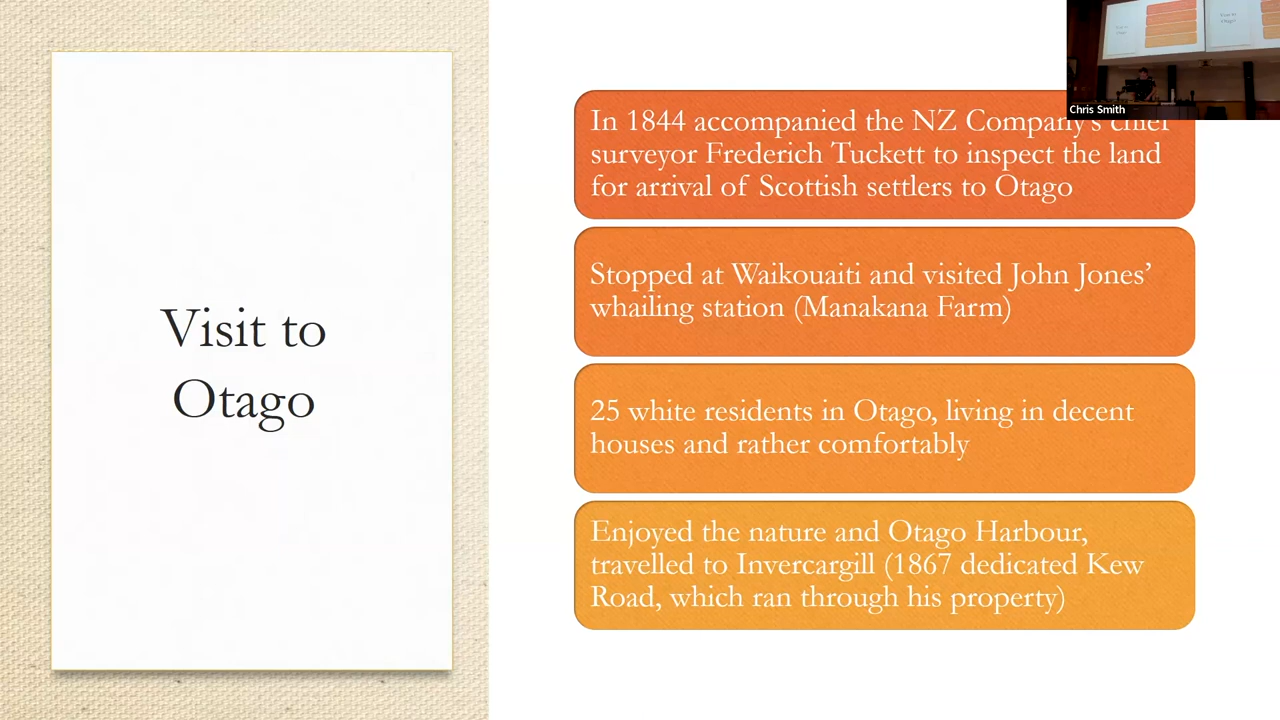 Visit to
Otago
In 1844 accompanied the NZ Company's chief
surveyor Frederich Tuckett to inspect the land
for arrival of Scottish settlers to Otago
Stopped at Waikouaiti and visited John Jones’
whailing station (Manakana Farm)
25 white residents in Otago, living in decent
houses and rather comfortably
Enjoyed the nature and Otago Harbour,
travelled to Invercargill (1867 dedicated Kew
Road, which ran through his property)
Chris Smith